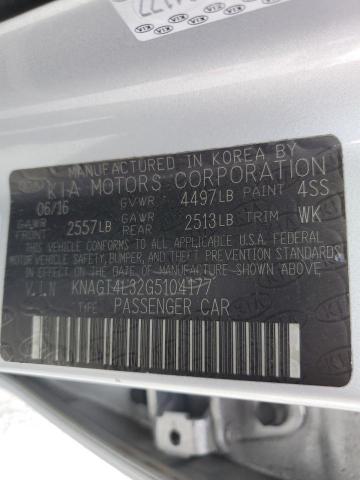 MANUFACTURED IN KOREA BY
KIA MOTORS CORPORATION
06/16 GVWR 4497LB PAINT 4SS
GAWR FRONT 2557LB GAWR REAR 2513LB TRIM WK
THIS VEHICLE CONFORMS TO ALL APPLICABLE U.S.A. FEDERAL
MOTOR VEHICLE SAFETY, BUMPER, AND THEFT PREVENTION STANDARDS
IN EFFECT ON THE DATE OF MANUFACTURE SHOWN ABOVE.
V.I.N KNAGT4L32G5104177
TYPE PASSENGER CAR